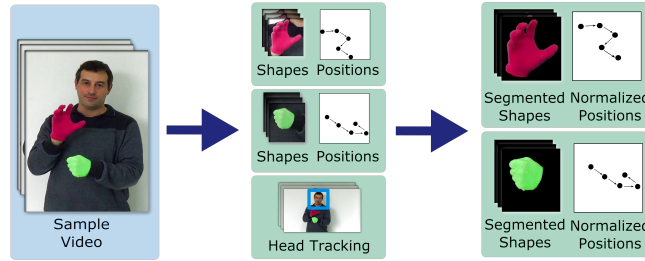 Sample
Video
Shapes Positions
Shapes Positions
Head Tracking
Segmented
Shapes
Normalized
Positions
Segmented
Shapes
Normalized
Positions